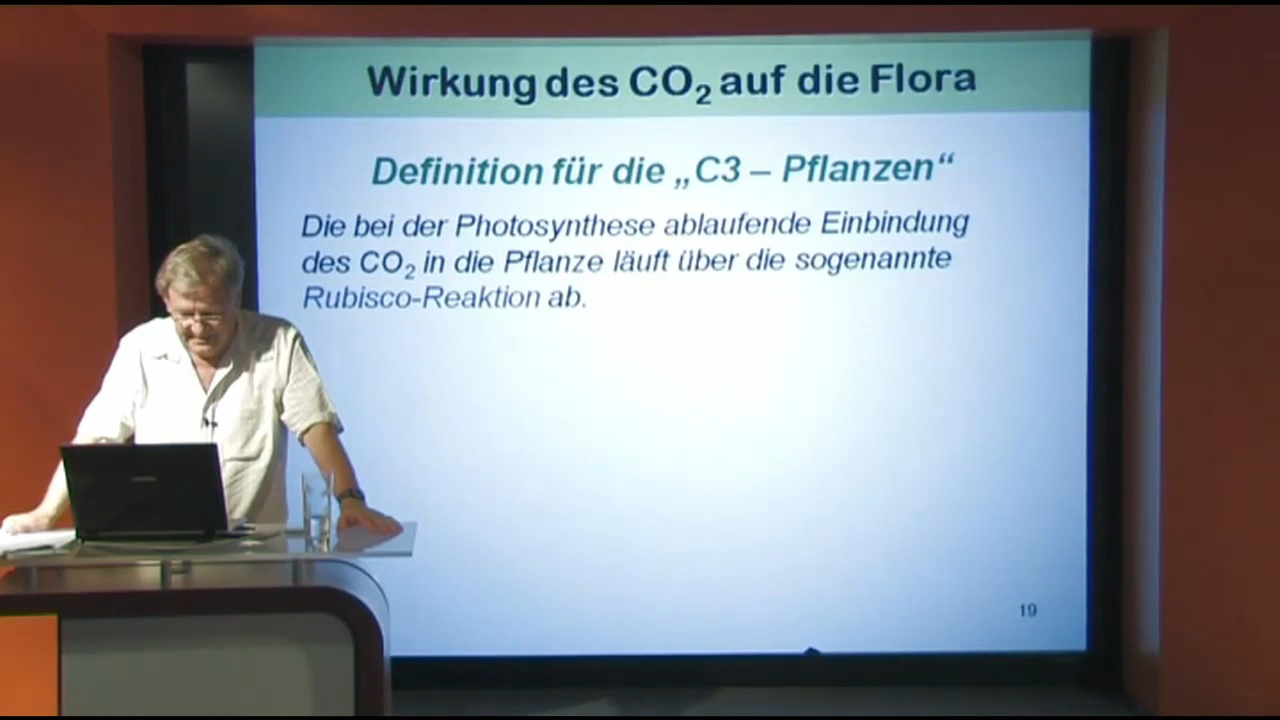 Wirkung des CO₂ auf die Flora
Definition für die „C3 – Pflanzen“
Die bei der Photosynthese ablaufende Einbindung
des CO₂ in die Pflanze läuft über die sogenannte
Rubisco-Reaktion ab.
19